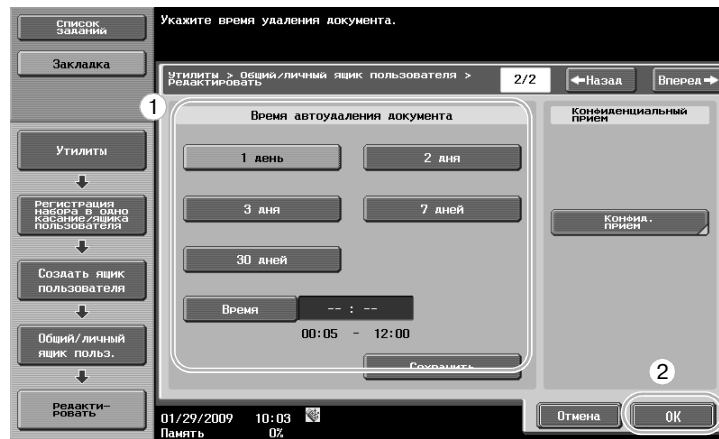 Укажите время удаления документа.
Список
заданий
Закладка
Утилиты > Общий/личный ящик пользователя >
Редактировать
2/2
←Назад
Вперед→
1
Время автоудаления документа
1 день
2 дня
3 дня
7 дней
30 дней
Время
-- : --
00:05 - 12:00
Сохранить
Конфиденциальный
прием
Конфид.
прием
Утилиты
Регистрация
набора в одно
касание/ящика
пользователя
Создать ящик
пользователя
Общий/личный
ящик польз.
Редакти-
ровать
2
01/29/2009 10:03
Память 0%
Отмена
OK